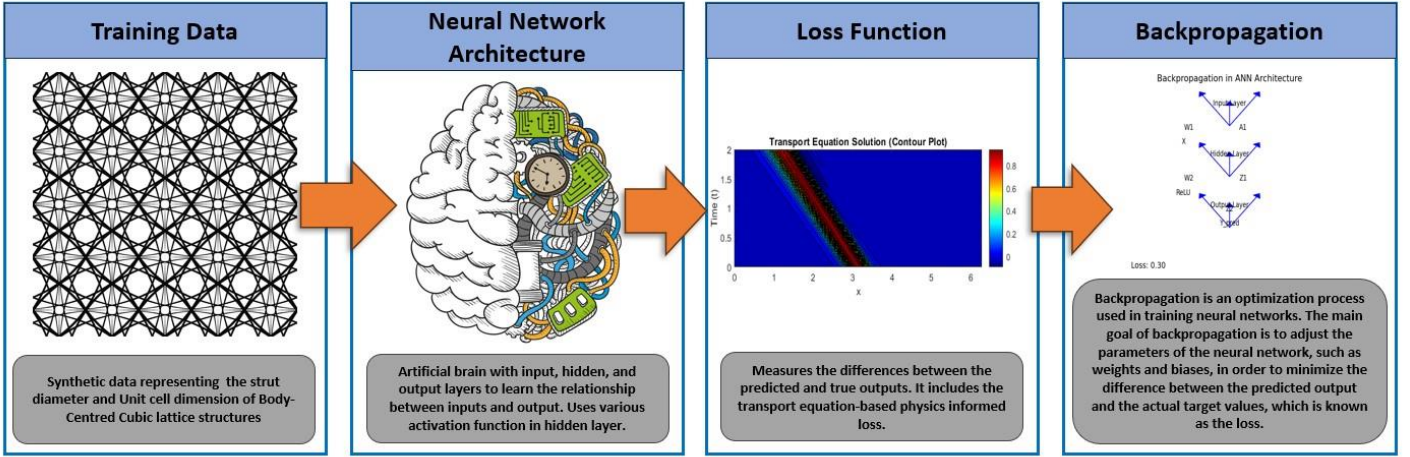 Training Data
Synthetic data representing the strut
diameter and Unit cell dimension of Body-
Centred Cubic lattice structures
Neural Network
Architecture
Artificial brain with input, hidden, and
output layers to learn the relationship
between inputs and output. Uses various
activation function in hidden layer.
Loss Function
Transport Equation Solution (Contour Plot)
Time (t)
2
1.5
1
0.5
0
0 1 2 3 4 5 6
x
0.8
0.6
0.4
0.2
0
Measures the differences between the
predicted and true outputs. It includes the
transport equation-based physics informed
loss.
Backpropagation
Backpropagation in ANN Architecture
Input Layer
W1 A1
X
Hidden Layer
W2 Z1
ReLU
Output Layer
Y_pred
Loss: 0.30
Backpropagation is an optimization process
used in training neural networks. The main
goal of backpropagation is to adjust the
parameters of the neural network, such as
weights and biases, in order to minimize the
difference between the predicted output
and the actual target values, which is known
as the loss.